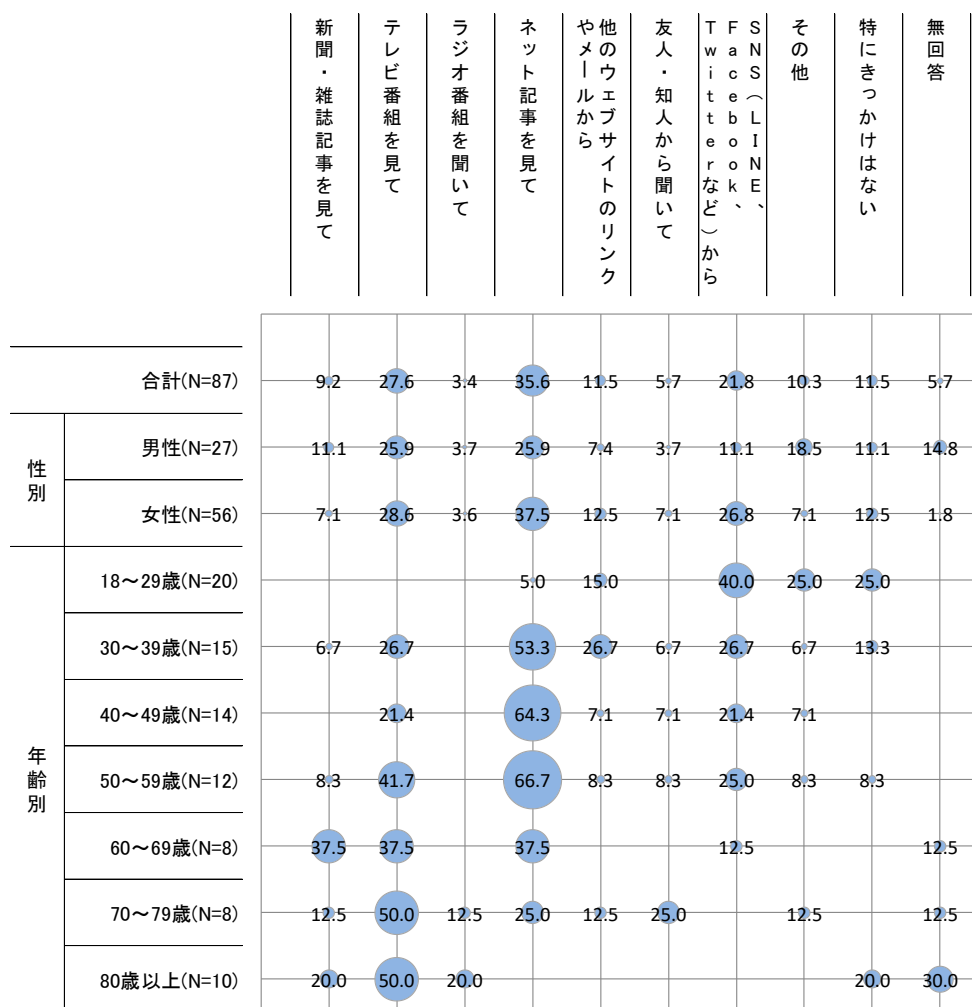 新聞・雑誌記事を見て
テレビ番組を見て
ラジオ番組を聞いて
ネット記事を見て
他のウェブサイトのリンク
やメールから
友人・知人から聞いて
SNS(LINE、
Facebook、
Twitterなど)から
その他
特にきっかけはない
無回答
合計(N=87) 9.2 27.6 3.4 35.6 11.5 5.7 21.8 10.3 11.5 5.7
性別
男性(N=27) 11.1 25.9 3.7 25.9 7.4 3.7 11.1 18.5 11.1 14.8
女性(N=56) 7.1 28.6 3.6 37.5 12.5 7.1 26.8 7.1 12.5 1.8
年齢別
18～29歳(N=20) 5.0 15.0 40.0 25.0 25.0
30～39歳(N=15) 6.7 26.7 53.3 26.7 6.7 26.7 6.7 13.3
40～49歳(N=14) 21.4 64.3 7.1 7.1 21.4 7.1
50～59歳(N=12) 8.3 41.7 66.7 8.3 8.3 25.0 8.3 8.3
60～69歳(N=8) 37.5 37.5 37.5 12.5 12.5
70～79歳(N=8) 12.5 50.0 12.5 25.0 12.5 25.0 12.5 12.5
80歳以上(N=10) 20.0 50.0 20.0 20.0 30.0